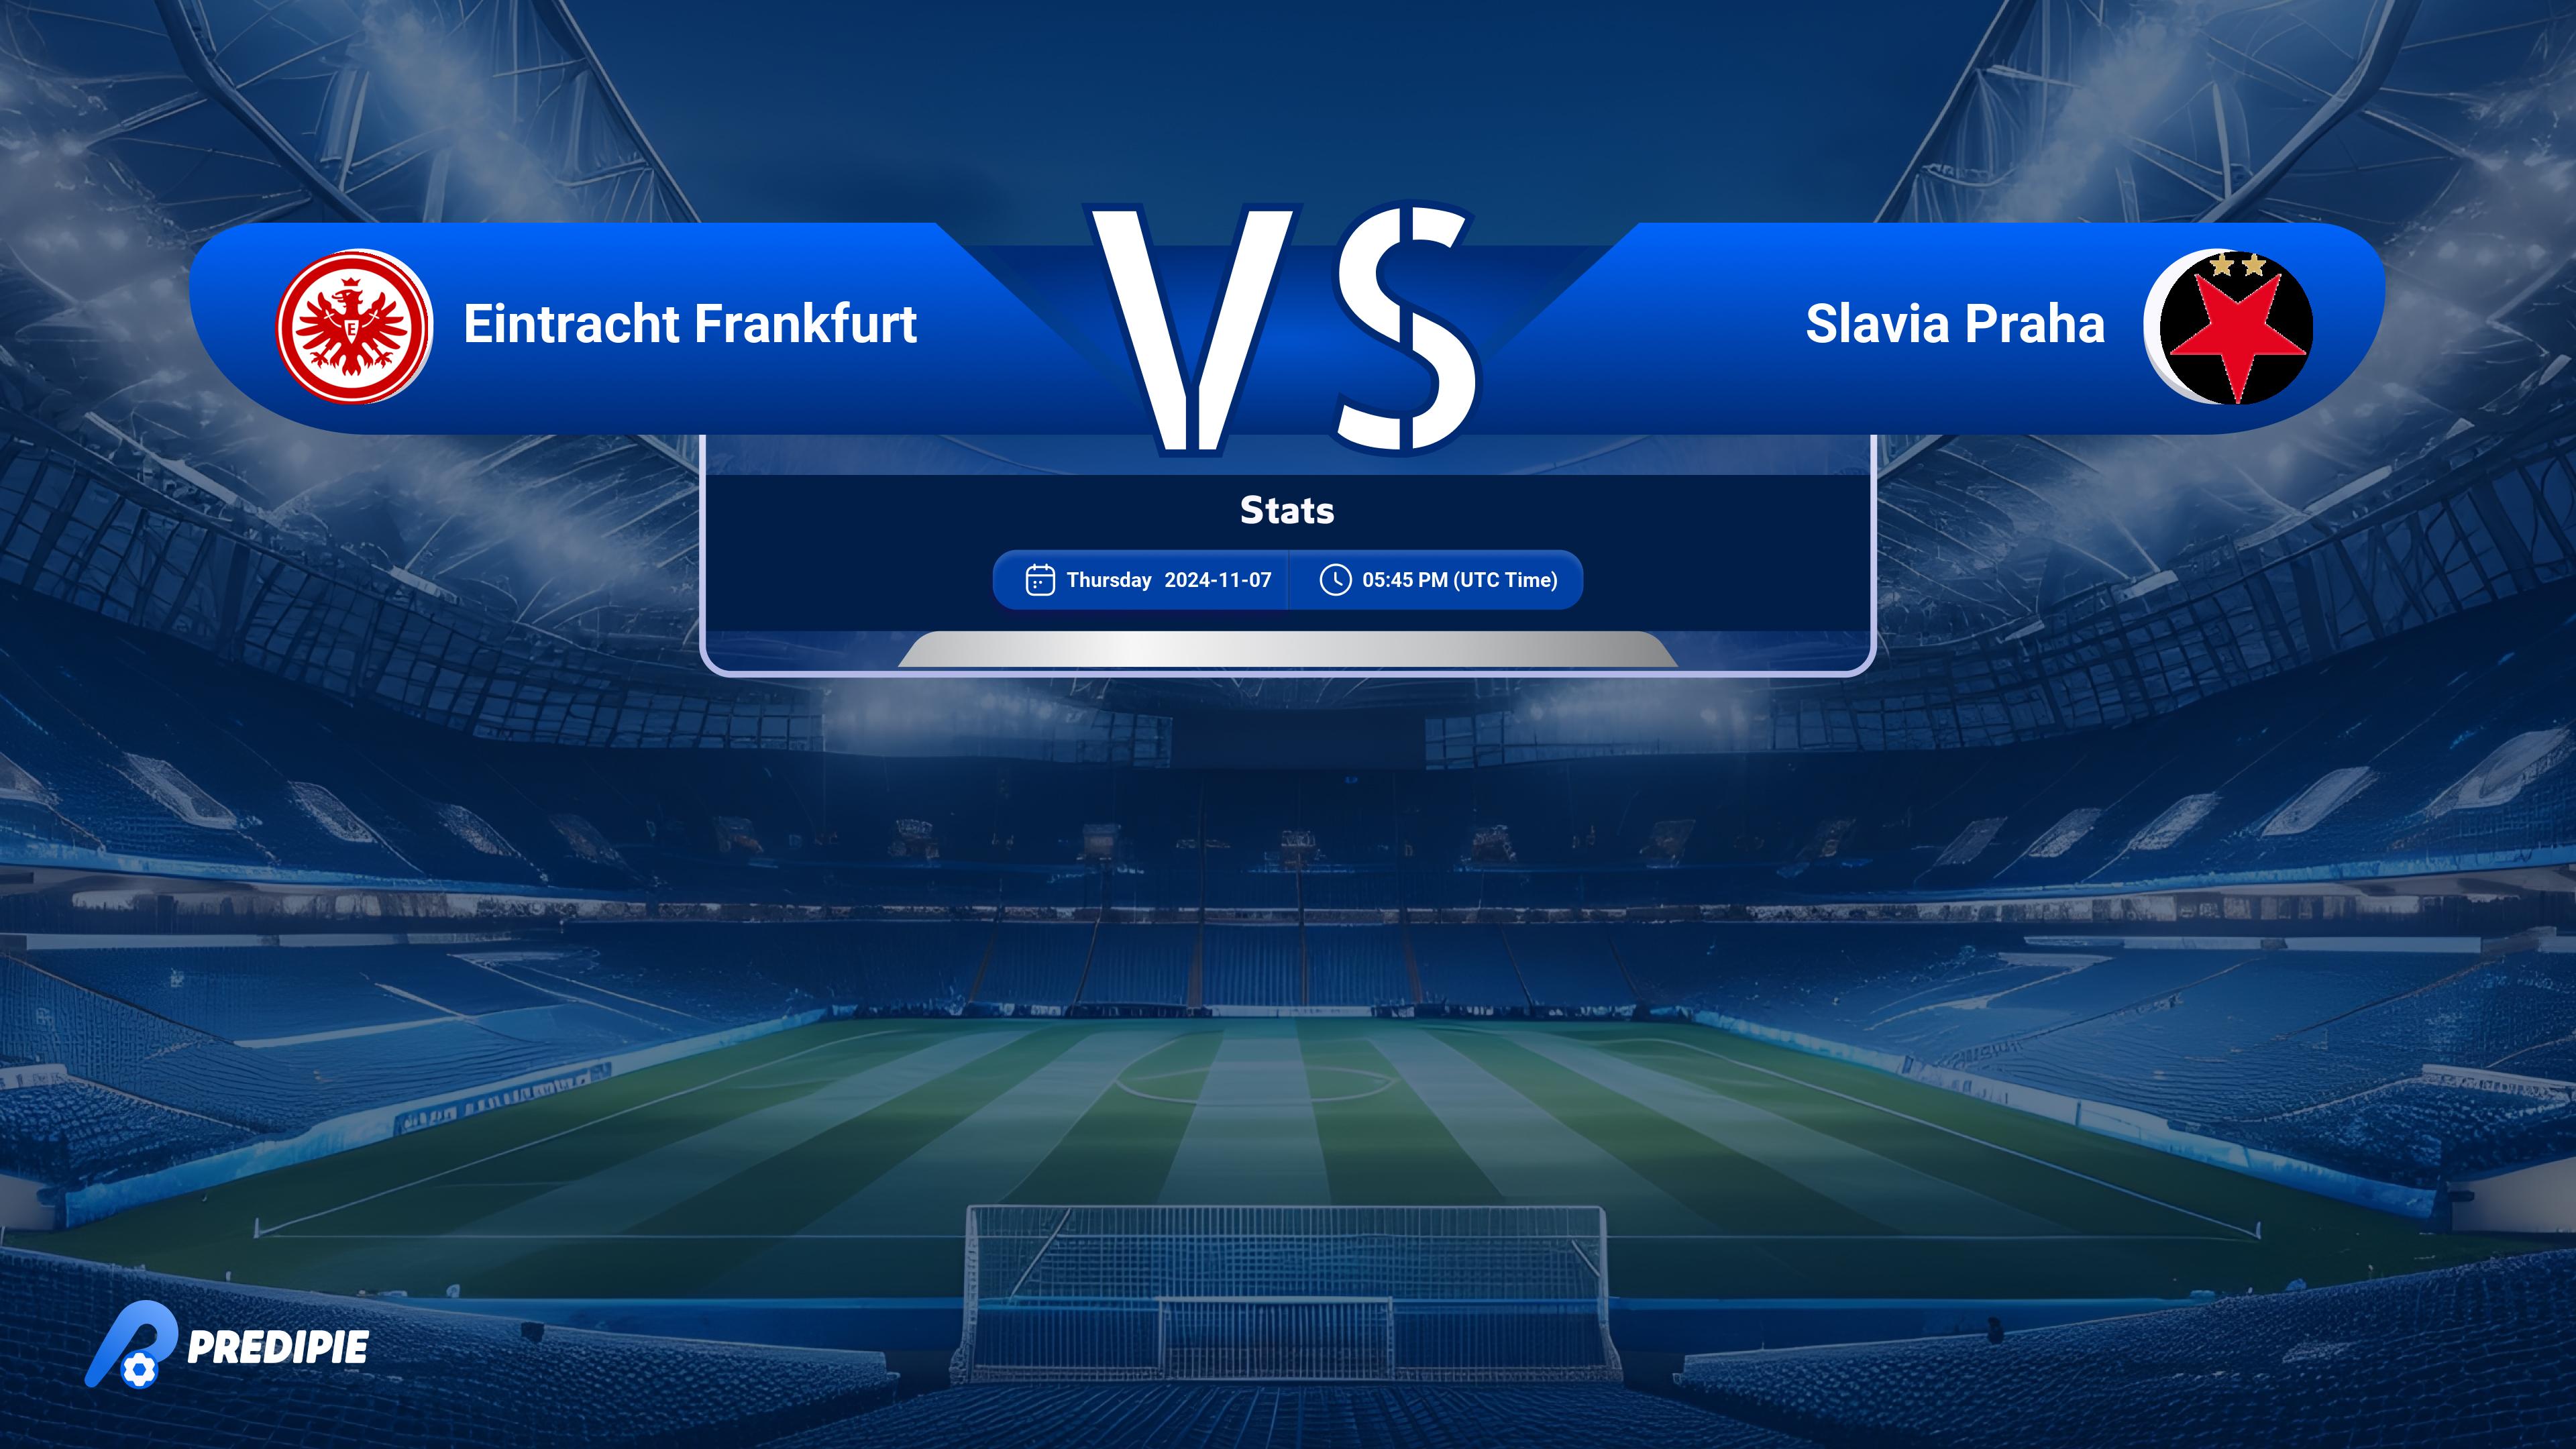 Eintracht Frankfurt
VS
Slavia Praha
Stats
Thursday 2024-11-07
05:45 PM (UTC Time)
PREDIPIE